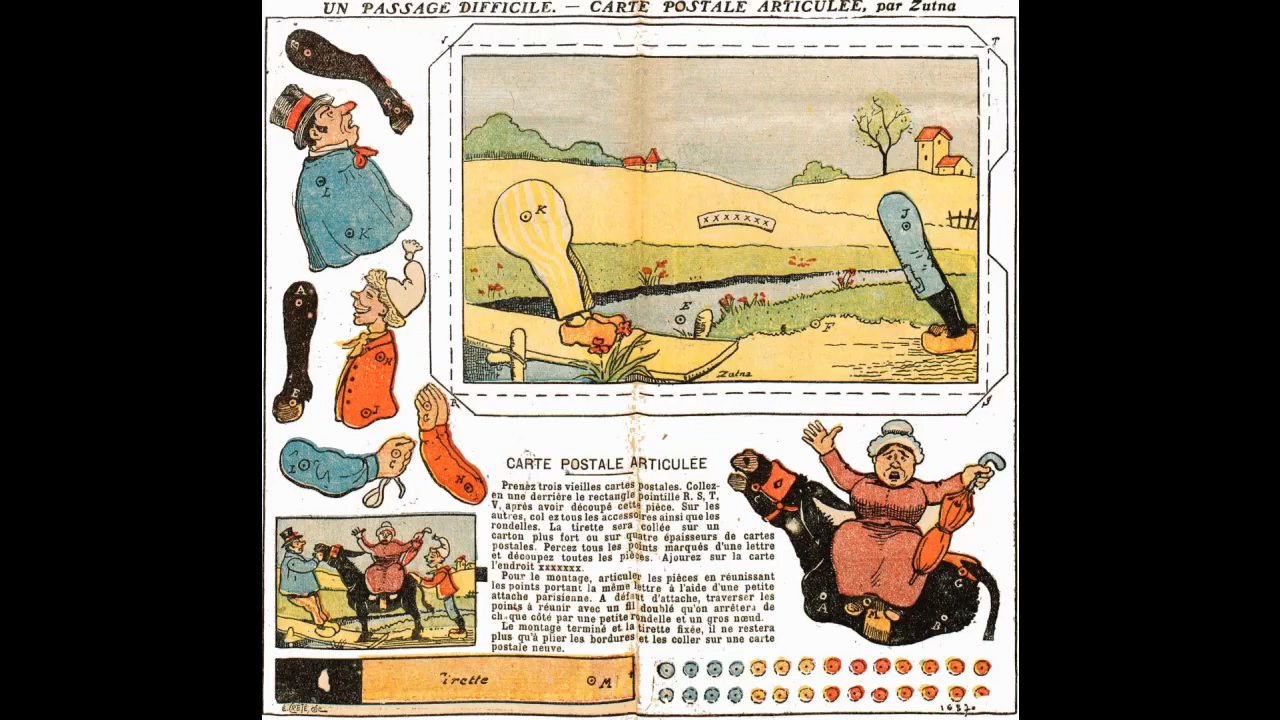 UN PASSAGE DIFFICILE. — CARTE POSTALE ARTICULÉE, par Zutna
B
F
S
T
L
K
K
J
E
F
A
H
J
E
G
H
I
C
R
S
Zutna
xxxxxxx
CARTE POSTALE ARTICULÉE
Prenez trois vieilles cartes postales. Collez-
en une derrière le rectangle pointillé R, S, T,
V, après avoir découpé cette pièce. Sur les
autres, collez tous les accessoires ainsi que les
rondelles. La tirette sera collée sur un
carton plus fort ou sur quatre épaisseurs de cartes
postales. Percez tous les points marqués d'une lettre
et découpez toutes les pièces. Ajourez sur la carte
l'endroit xxxxxxx.
Pour le montage, articuler les pièces en réunissant
les points portant la même lettre à l'aide d'une petite
attache parisienne. A défaut d'attache, traverser les
points à réunir avec un fil doublé qu'on arrêtera de
chaque côté par une petite rondelle et un gros nœud.
Le montage terminé et la tirette fixée, il ne restera
plus qu'à plier les bordures et les coller sur une carte
postale neuve.
C
A
M
B
Tirette
M